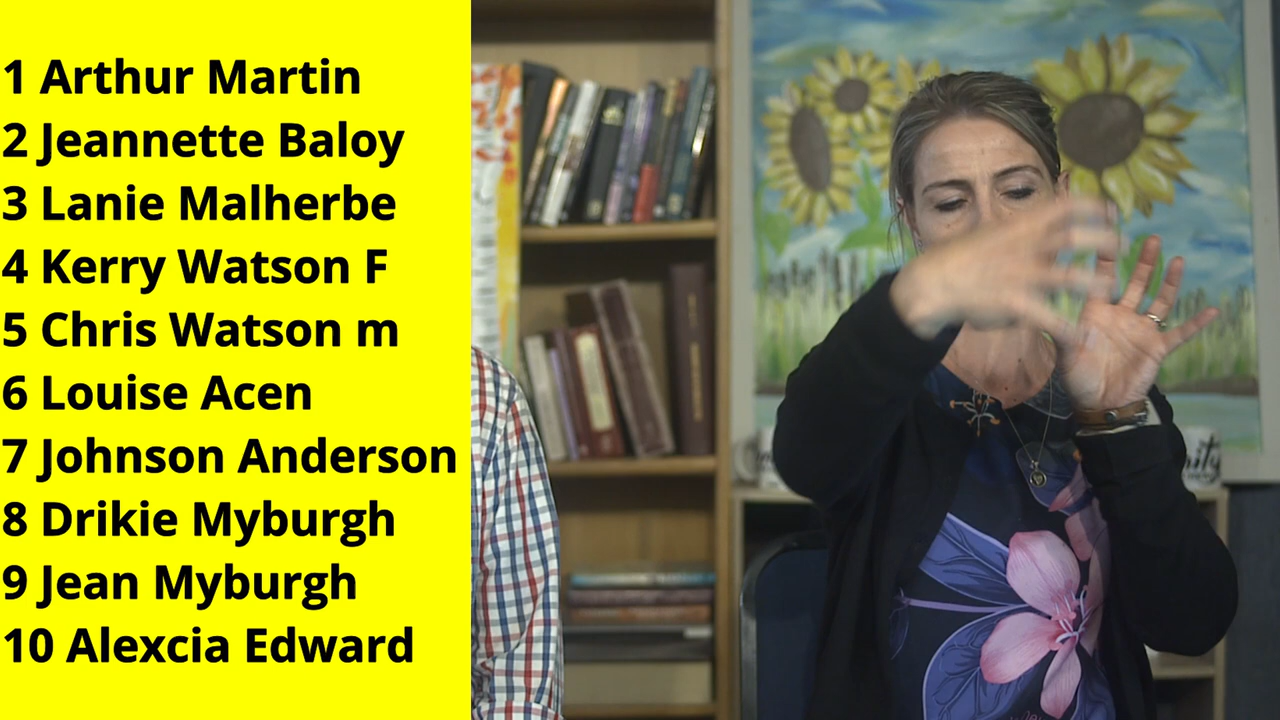 1 Arthur Martin
2 Jeannette Baloy
3 Lanie Malherbe
4 Kerry Watson F
5 Chris Watson m
6 Louise Acen
7 Johnson Anderson
8 Drikie Myburgh
9 Jean Myburgh
10 Alexcia Edward